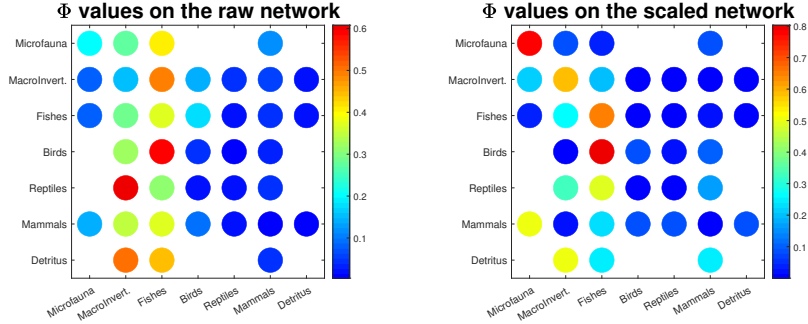 Φ values on the raw network
Microfauna
MacroInvert.
Fishes
Birds
Reptiles
Mammals
Detritus
Microfauna
MacroInvert.
Fishes
Birds
Reptiles
Mammals
Detritus
0.6
0.5
0.4
0.3
0.2
0.1
Φ values on the scaled network
Microfauna
MacroInvert.
Fishes
Birds
Reptiles
Mammals
Detritus
Microfauna
MacroInvert.
Fishes
Birds
Reptiles
Mammals
Detritus
0.8
0.7
0.6
0.5
0.4
0.3
0.2
0.1